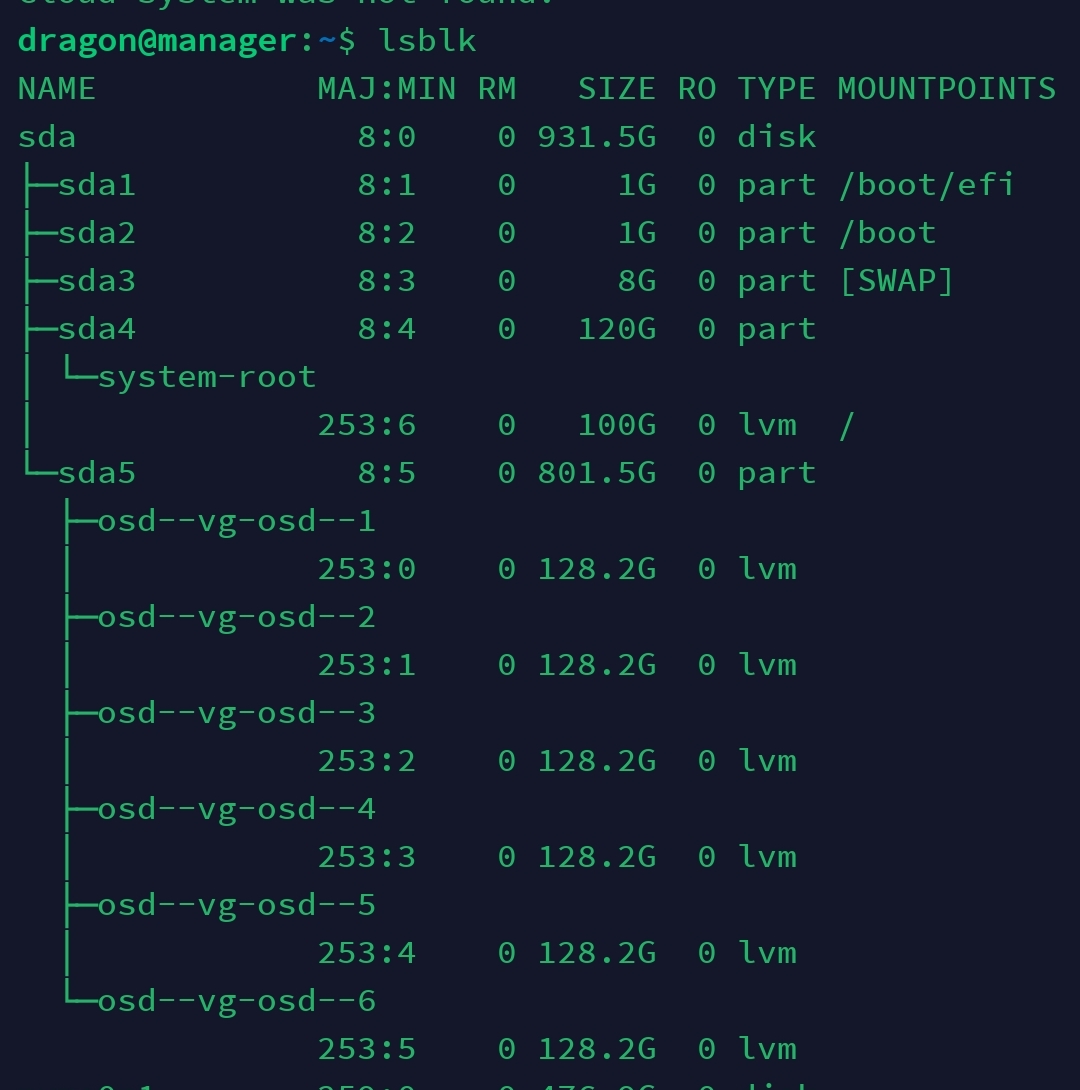 dragon@manager:~$ lsblk
NAME MAJ:MIN RM SIZE RO TYPE MOUNTPOINTS
sda 8:0 0 931.5G 0 disk
├─sda1 8:1 0 1G 0 part /boot/efi
├─sda2 8:2 0 1G 0 part /boot
├─sda3 8:3 0 8G 0 part [SWAP]
├─sda4 8:4 0 120G 0 part
│ └─system-root
│ 253:6 0 100G 0 lvm /
└─sda5 8:5 0 801.5G 0 part
├─osd--vg-osd--1
│ 253:0 0 128.2G 0 lvm
├─osd--vg-osd--2
│ 253:1 0 128.2G 0 lvm
├─osd--vg-osd--3
│ 253:2 0 128.2G 0 lvm
├─osd--vg-osd--4
│ 253:3 0 128.2G 0 lvm
├─osd--vg-osd--5
│ 253:4 0 128.2G 0 lvm
└─osd--vg-osd--6
253:5 0 128.2G 0 lvm